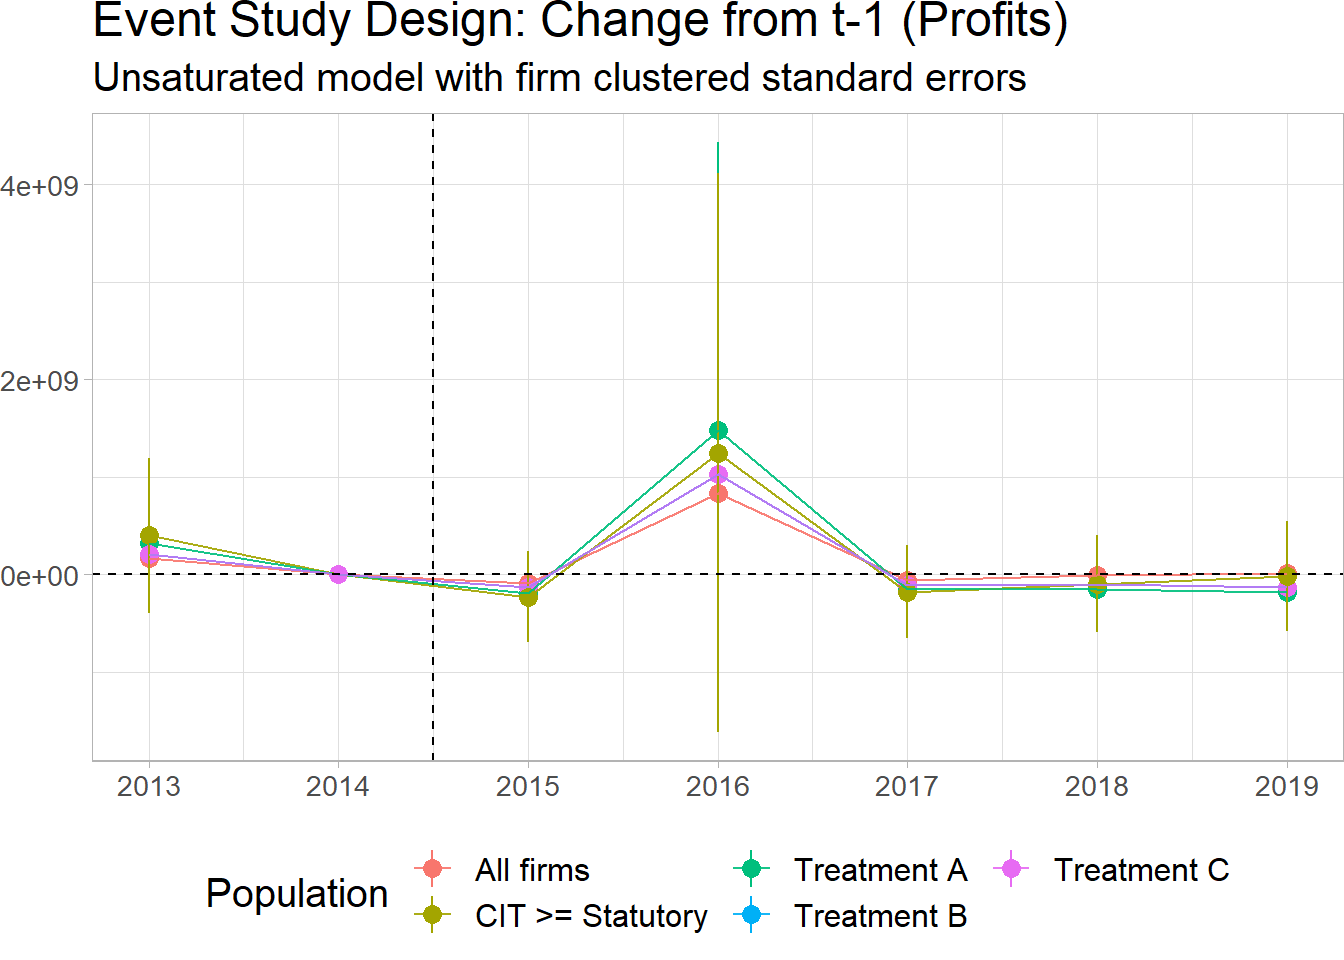 Event Study Design: Change from t-1 (Profits)
Unsaturated model with firm clustered standard errors
4e+09
2e+09
0e+00
2013 2014 2015 2016 2017 2018 2019
Population
All firms
CIT >= Statutory
Treatment A
Treatment B
Treatment C